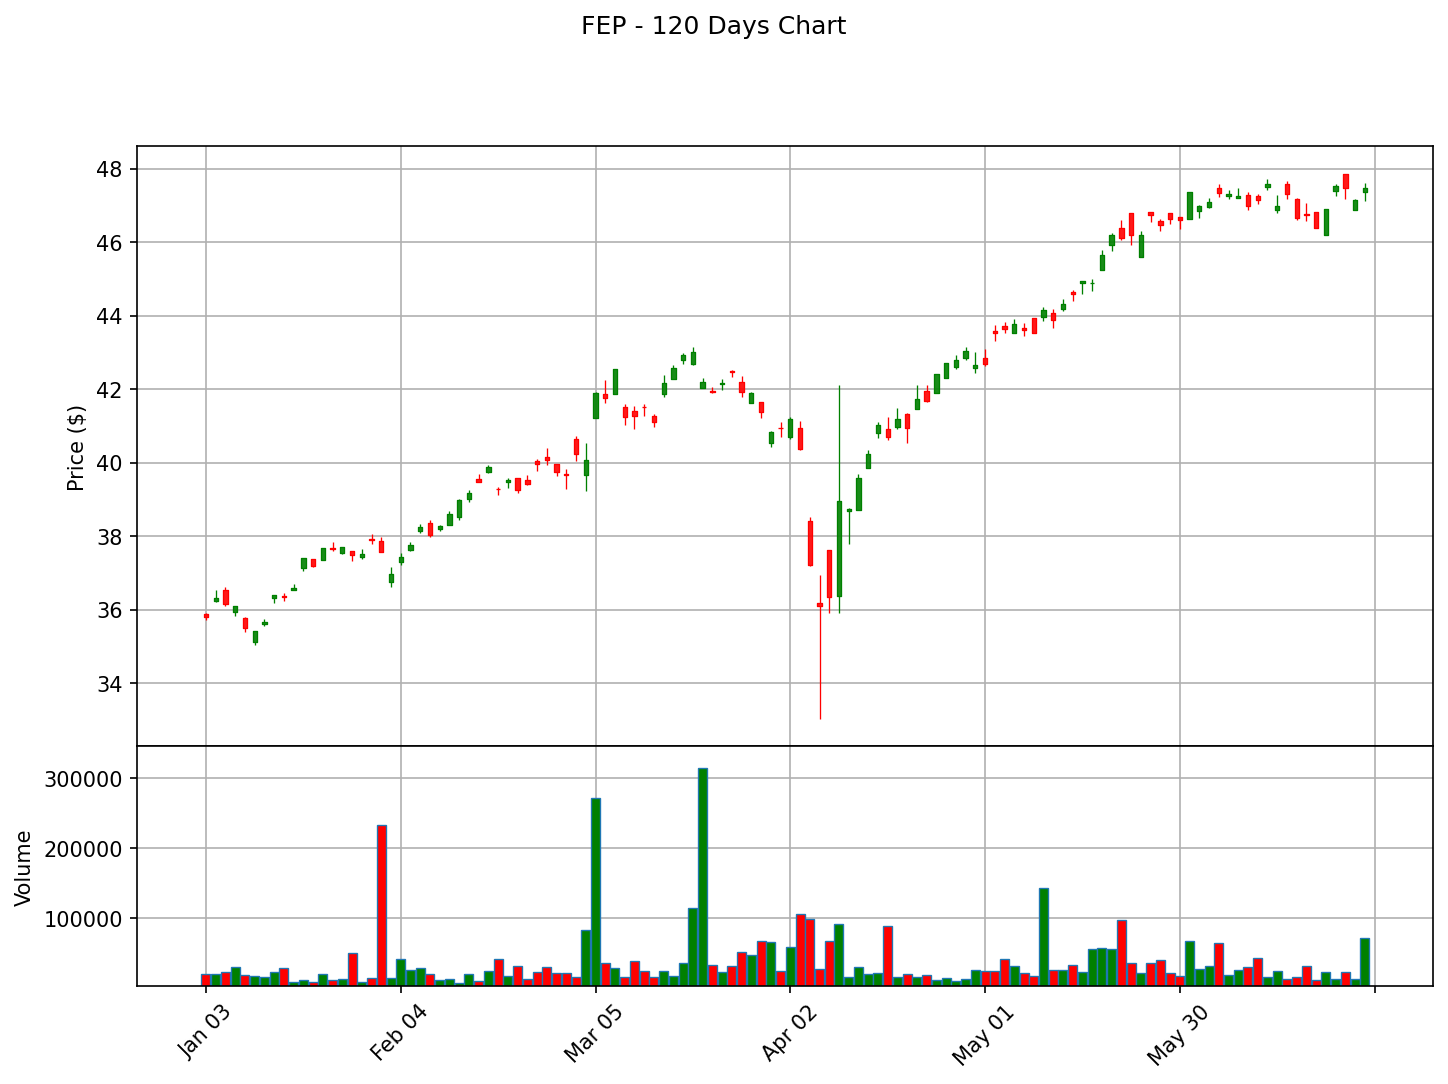 FEP - 120 Days Chart
48
46
44
42
40
38
36
34
Price ($)
300000
200000
100000
Volume
Jan 03
Feb 04
Mar 05
Apr 02
May 01
May 30